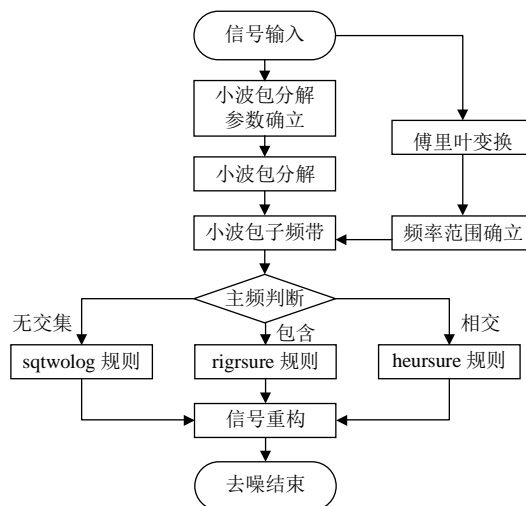 信号输入
小波包分解
参数确立
傅里叶变换
小波包分解
小波包子频带
频率范围确立
主频判断
无交集
包含
相交
sqtwolog 规则
rigrsure 规则
heursure 规则
信号重构
去噪结束